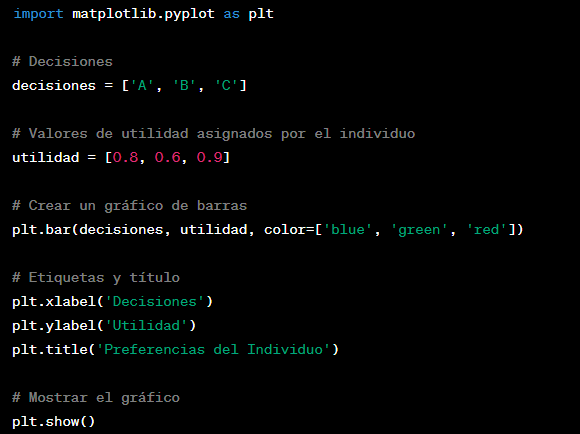 import matplotlib.pyplot as plt
# Decisiones
decisiones = ['A', 'B', 'C']
# Valores de utilidad asignados por el individuo
utilidad = [0.8, 0.6, 0.9]
# Crear un gráfico de barras
plt.bar(decisiones, utilidad, color=['blue', 'green', 'red'])
# Etiquetas y título
plt.xlabel('Decisiones')
plt.ylabel('Utilidad')
plt.title('Preferencias del Individuo')
# Mostrar el gráfico
plt.show()